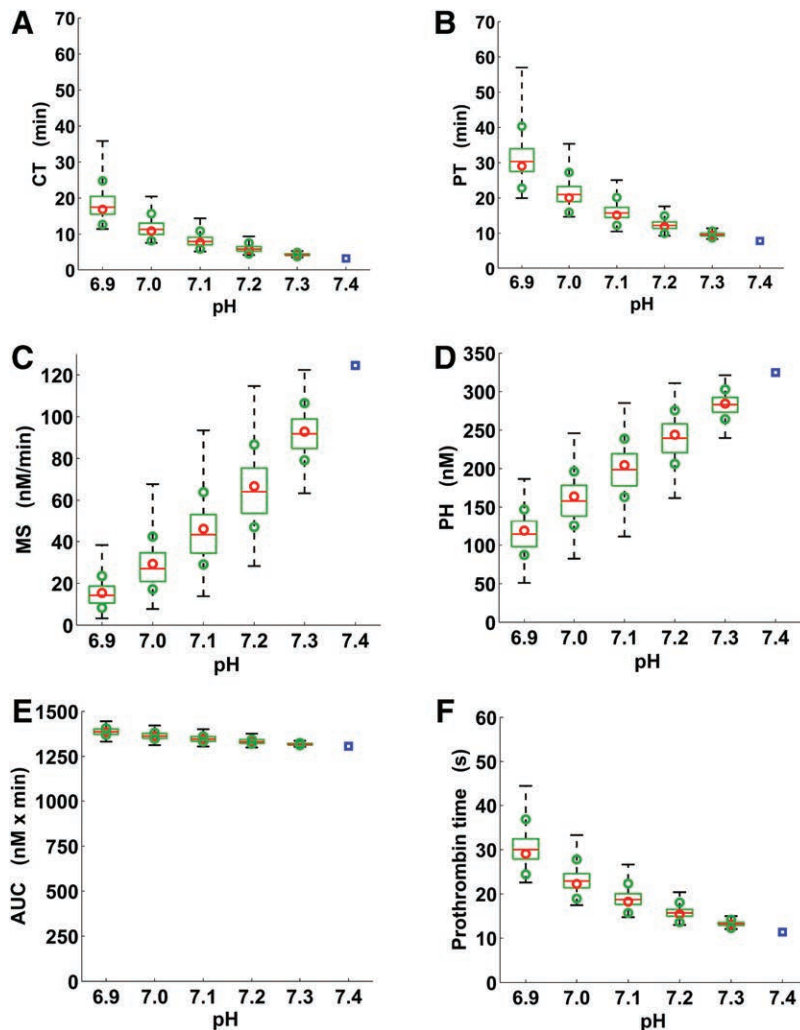 A
70
60
50
40
30
20
10
0
CT (min)
6.9 7.0 7.1 7.2 7.3 7.4
pH
B
70
60
50
40
30
20
10
0
PT (min)
6.9 7.0 7.1 7.2 7.3 7.4
pH
C
120
100
80
60
40
20
0
MS (nM/min)
6.9 7.0 7.1 7.2 7.3 7.4
pH
D
350
300
250
200
150
100
50
0
PH (nM)
6.9 7.0 7.1 7.2 7.3 7.4
pH
E
1500
1250
1000
750
500
250
0
AUC (nM x min)
6.9 7.0 7.1 7.2 7.3 7.4
pH
F
60
50
40
30
20
10
0
Prothrombin time (s)
6.9 7.0 7.1 7.2 7.3 7.4
pH